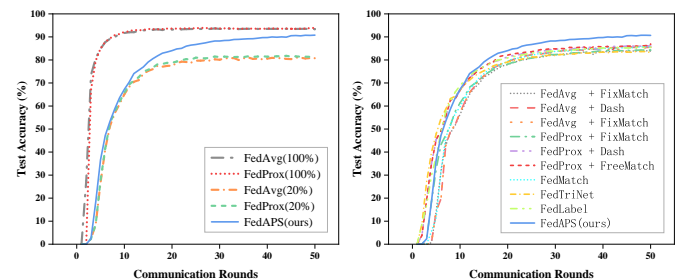 100
90
80
70
60
50
40
30
20
10
0
Test Accuracy (%)
FedAvg(100%)
FedProx(100%)
FedAvg(20%)
FedProx(20%)
FedAPS(ours)
0 10 20 30 40 50
Communication Rounds
100
90
80
70
60
50
40
30
20
10
0
Test Accuracy (%)
FedAvg + FixMatch
FedAvg + Dash
FedAvg + FixMatch
FedProx + FixMatch
FedProx + Dash
FedProx + FreeMatch
FedMatch
FedTriNet
FedLabel
FedAPS(ours)
0 10 20 30 40 50
Communication Rounds